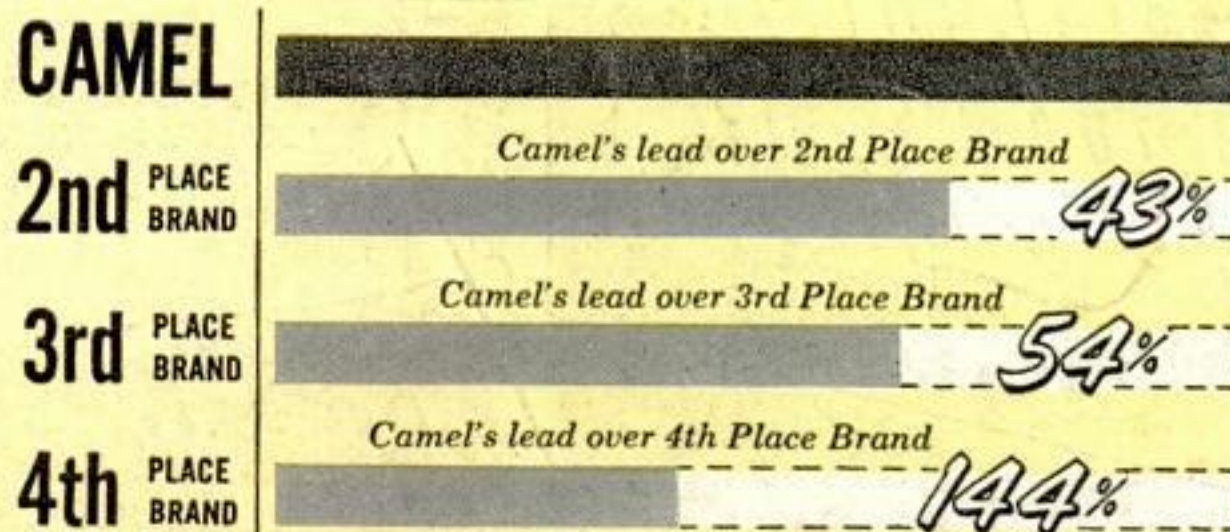 CAMEL
Camel's lead over 2nd Place Brand
2nd PLACE BRAND
43%
Camel's lead over 3rd Place Brand
3rd PLACE BRAND
54%
Camel's lead over 4th Place Brand
4th PLACE BRAND
144%